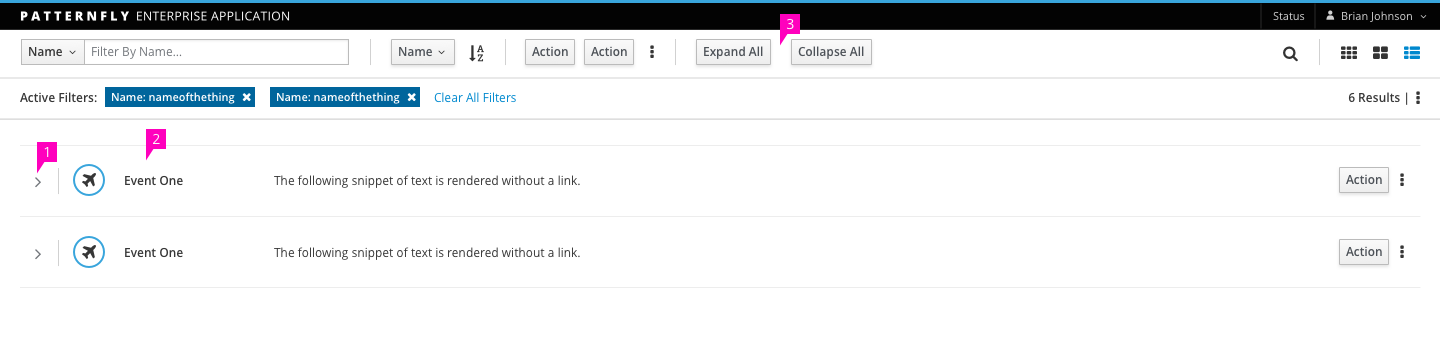 PATTERNFLY ENTERPRISE APPLICATION Status Brian Johnson
3
Name Filter By Name... Name A Z Action Action Expand All Collapse All
Active Filters: Name: nameofthething Name: nameofthething Clear All Filters 6 Results |
2
1
Event One The following snippet of text is rendered without a link. Action
Event One The following snippet of text is rendered without a link. Action